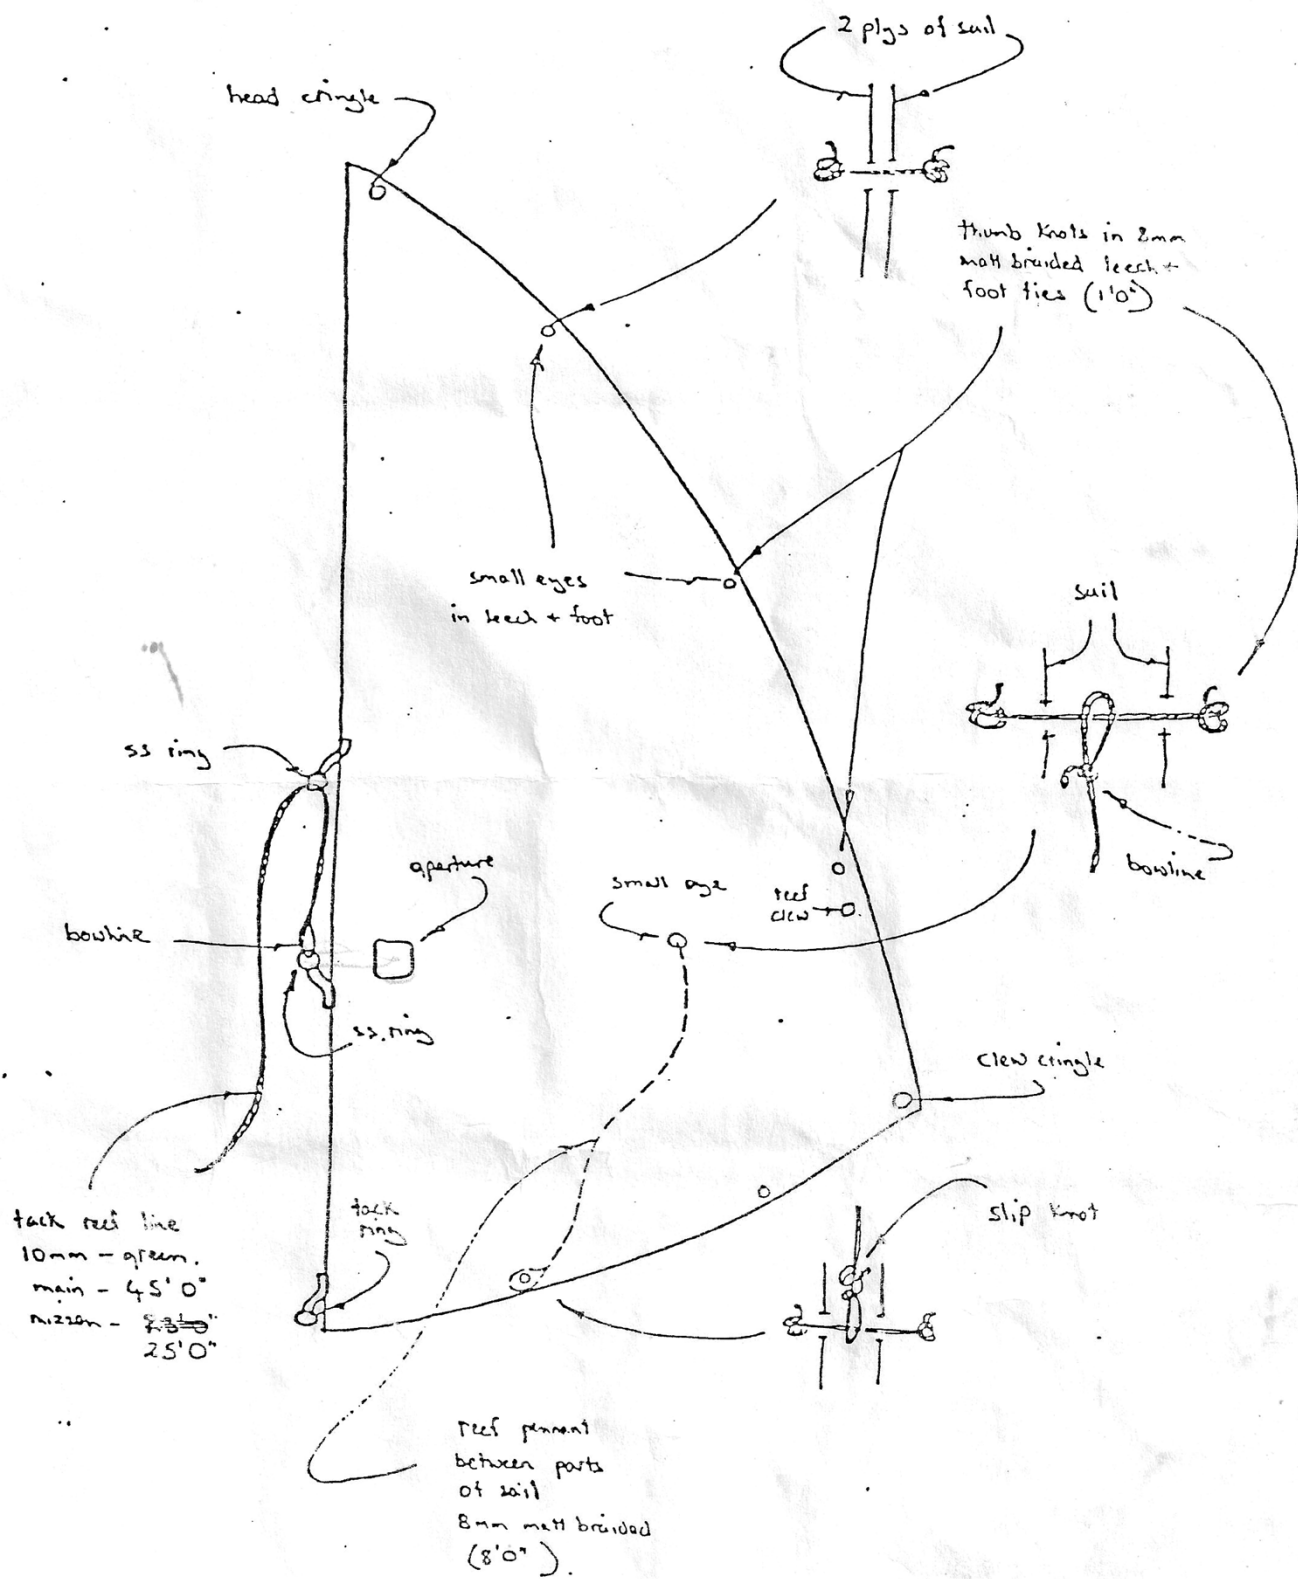 2 plys of sail
head cringle
thumb knots in 8mm
matt braided leech +
foot ties (1'0")
small eyes
in leech + foot
sail
ss ring
aperture
small eye
reef
clew
bowline
bowline
ss. ring
clew cringle
slip knot
tack reef line
10mm - green.
main - 45'0"
mizzen -
25'0"
tack
ring
reef pennant
between parts
of sail
8mm matt braided
(8'0").